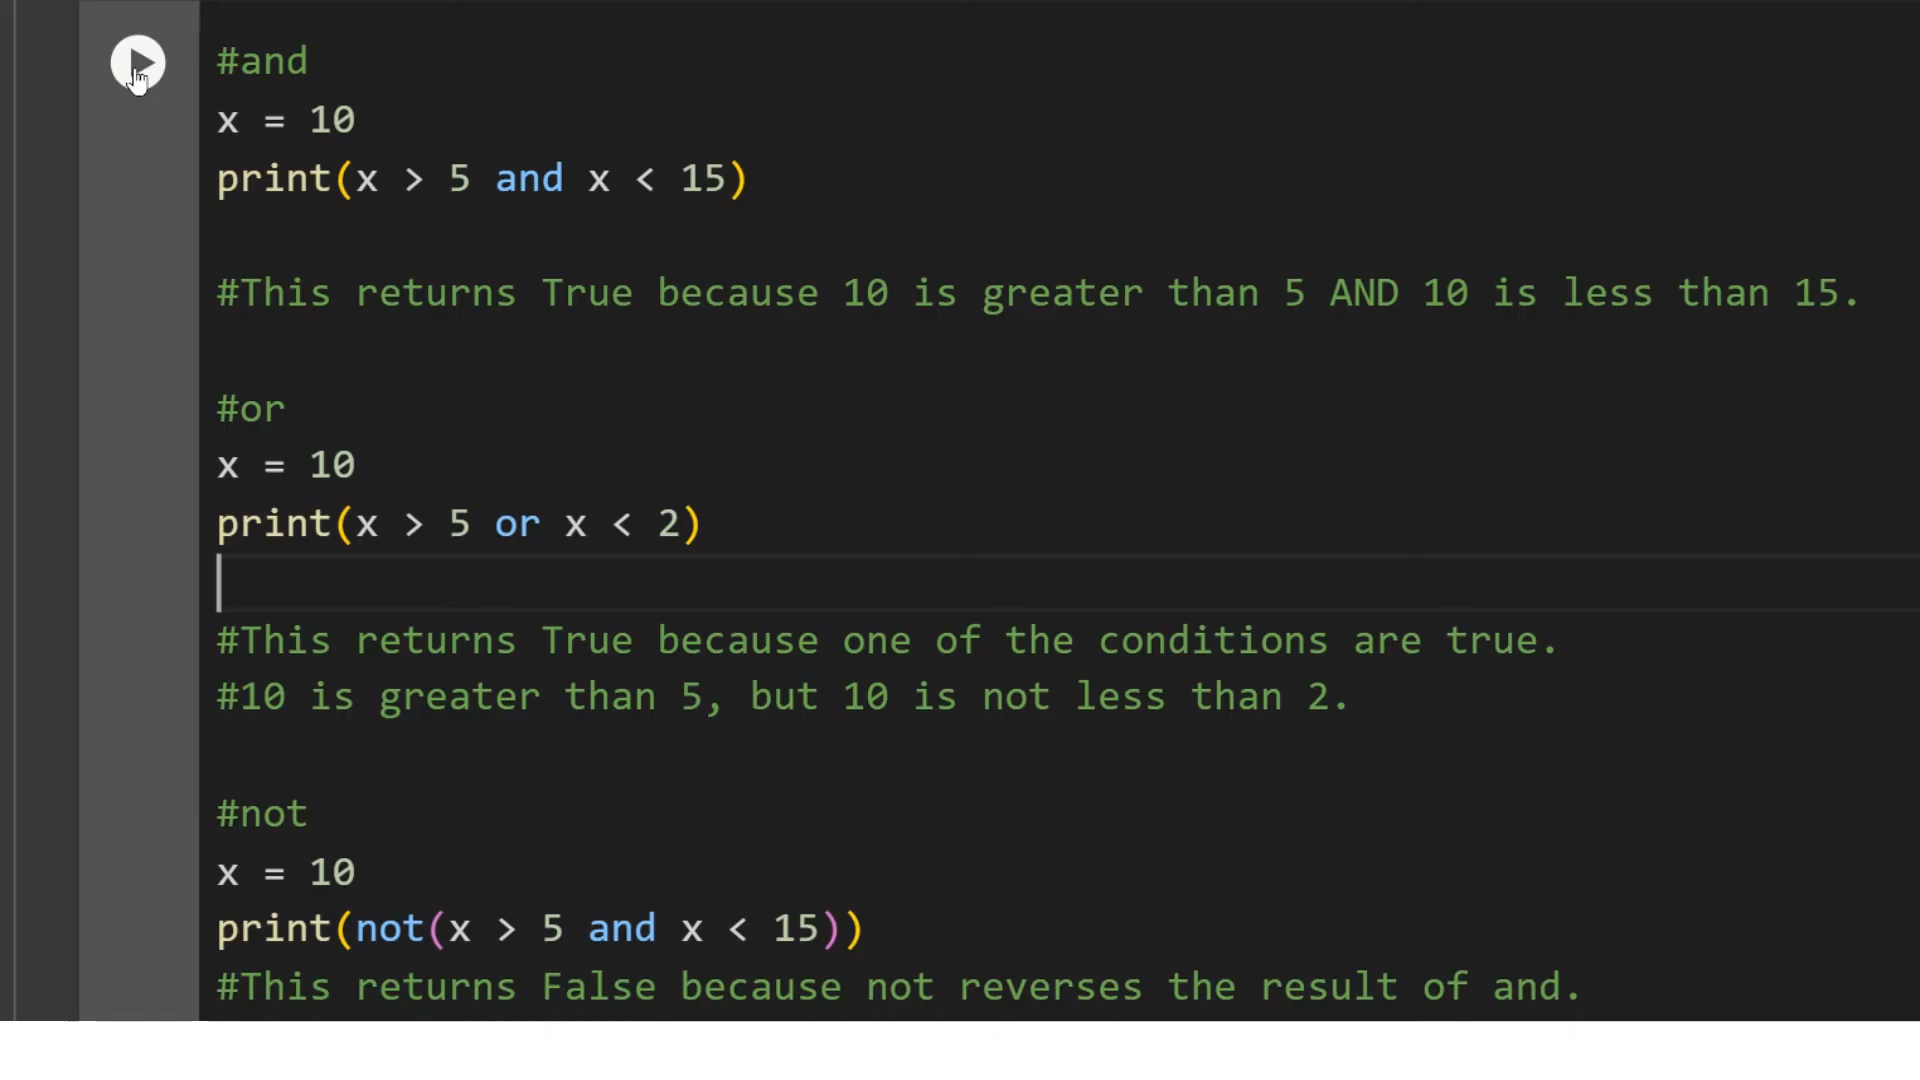 #and
x = 10
print(x > 5 and x < 15)
#This returns True because 10 is greater than 5 AND 10 is less than 15.
#or
x = 10
print(x > 5 or x < 2)
#This returns True because one of the conditions are true.
#10 is greater than 5, but 10 is not less than 2.
#not
x = 10
print(not(x > 5 and x < 15))
#This returns False because not reverses the result of and.